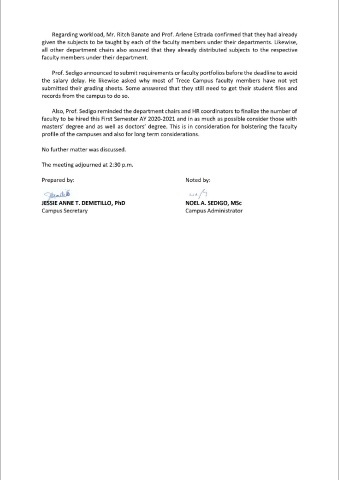 Regarding workload, Mr. Ritch Banate and Prof. Arlene Estrada confirmed that they had already
given the subjects to be taught by each of the faculty members under their departments. Likewise,
all other department chairs also assured that they already distributed subjects to the respective
faculty members under their department.
Prof. Sedigo announced to submit requirements or faculty portfolios before the deadline to avoid
the salary delay. He likewise asked why most of Trece Campus faculty members have not yet
submitted their grading sheets. Some answered that they still need to get their student files and
records from the campus to do so.
Also, Prof. Sedigo reminded the department chairs and HR coordinators to finalize the number of
faculty to be hired this First Semester AY 2020-2021 and in as much as possible consider those with
masters' degree and as well as doctors' degree. This is in consideration for bolstering the faculty
profile of the campuses and also for long term considerations.
No further matter was discussed.
The meeting adjourned at 2:30 p.m.
Prepared by: Noted by:
JESSIE ANNE T. DEMETILLO, PhD NOEL A. SEDIGO, MSc
Campus Secretary Campus Administrator